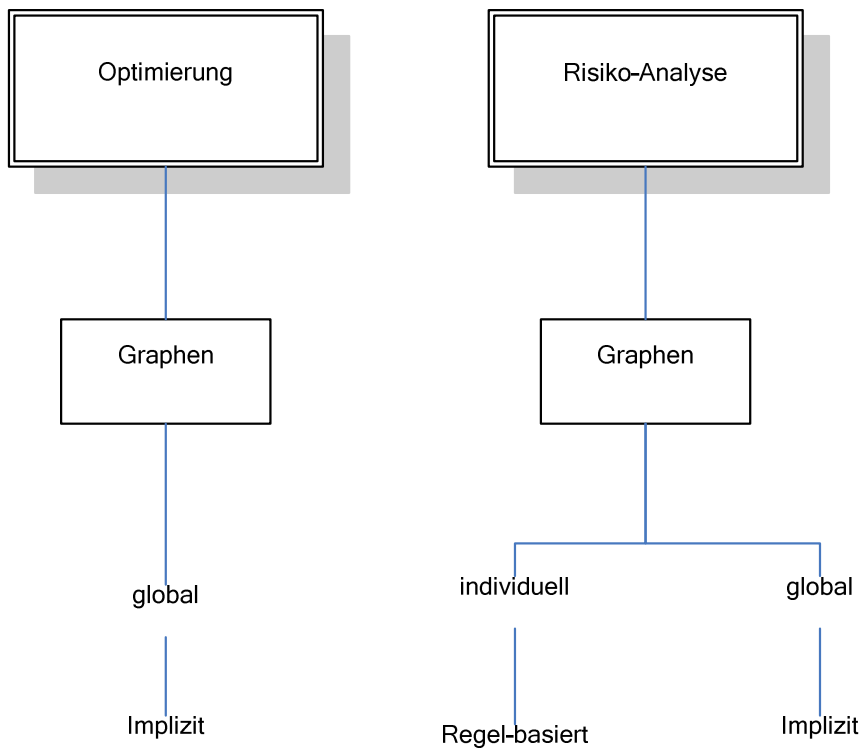 Optimierung
Risiko-Analyse
Graphen
Graphen
global
individuell
global
Implizit
Regel-basiert
Implizit